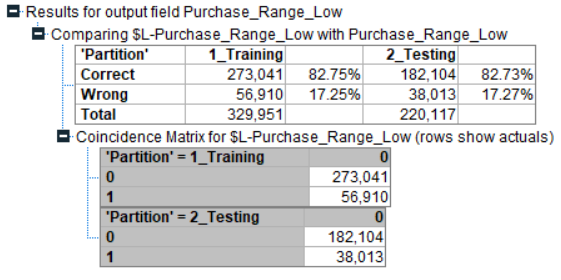 Results for output field Purchase_Range_Low
Comparing $L-Purchase_Range_Low with Purchase_Range_Low
'Partition' 1_Training 2_Testing
Correct 273,041 82.75% 182,104 82.73%
Wrong 56,910 17.25% 38,013 17.27%
Total 329,951 220,117
Coincidence Matrix for $L-Purchase_Range_Low (rows show actuals)
'Partition' = 1_Training 0
0 273,041
1 56,910
'Partition' = 2_Testing 0
0 182,104
1 38,013